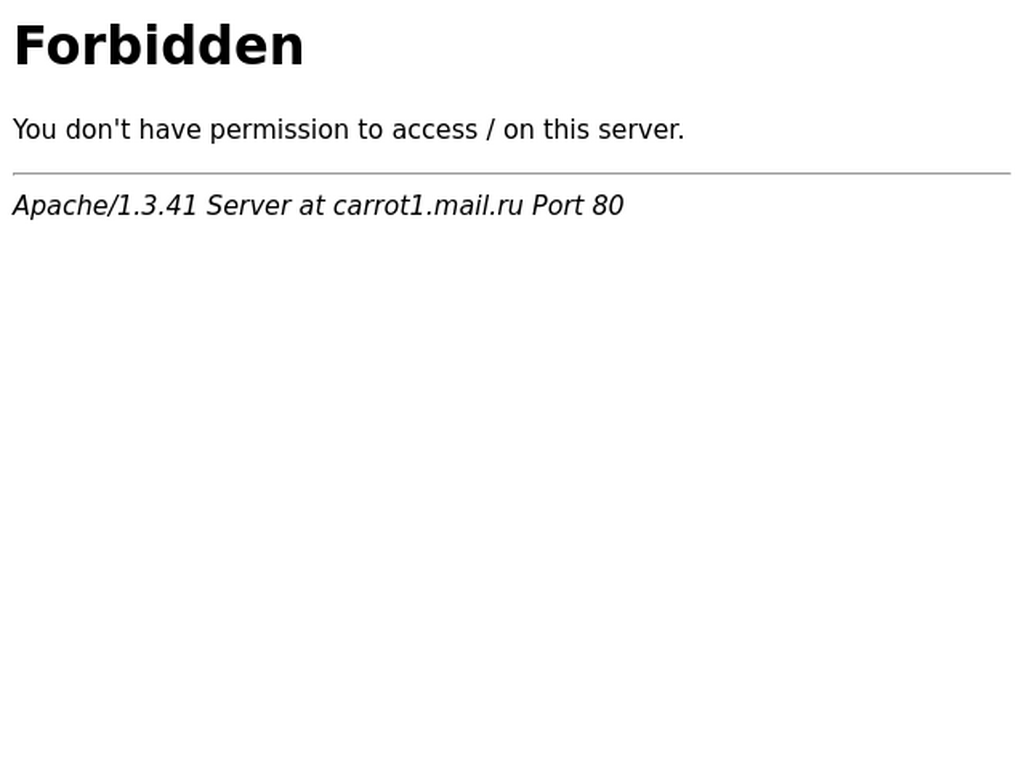 Forbidden
You don't have permission to access / on this server.
Apache/1.3.41 Server at carrot1.mail.ru Port 80